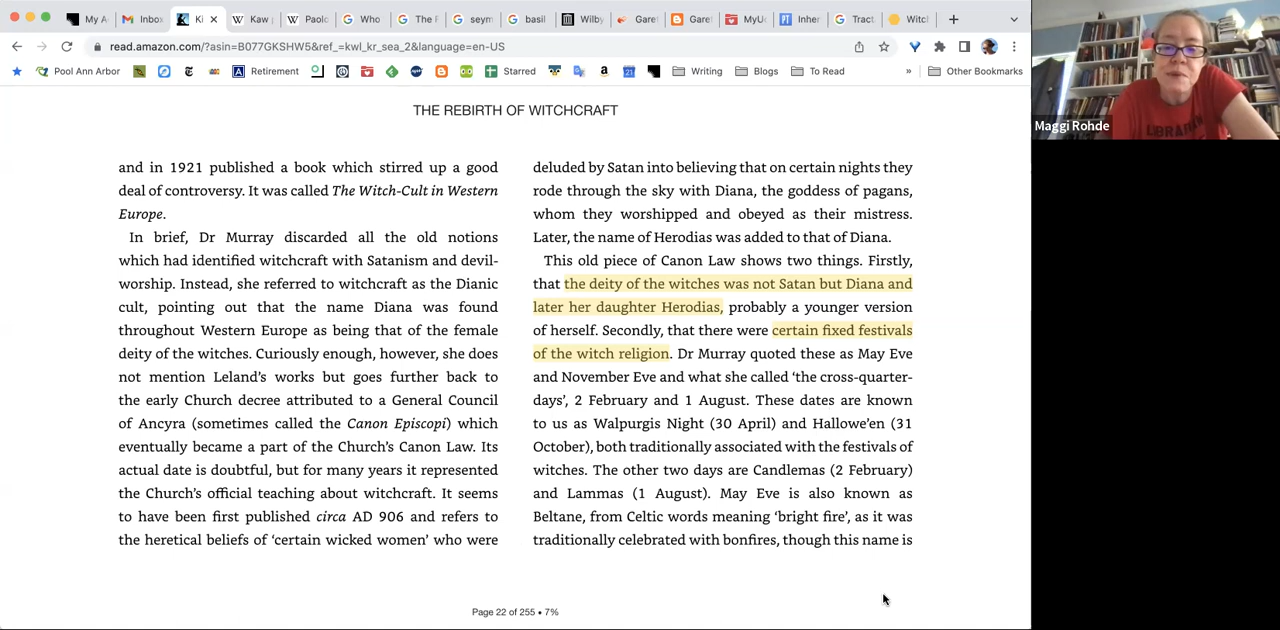 My A
Inbo
Ki
Kaw
Paolo
Who
The F
seym
basil
Wilby
Garet
Garet
MyUC
Inher
Tract.
Witcl
read.amazon.com/?asin=B077GKSHW5&ref_=kwl_kr_sea_2&language=en-US
Pool Ann Arbor
Retirement
Starred
Writing
Blogs
To Read
»
Other Bookmarks
THE REBIRTH OF WITCHCRAFT
and in 1921 published a book which stirred up a good
deal of controversy. It was called The Witch-Cult in Western
Europe.
In brief, Dr Murray discarded all the old notions
which had identified witchcraft with Satanism and devil-
worship. Instead, she referred to witchcraft as the Dianic
cult, pointing out that the name Diana was found
throughout Western Europe as being that of the female
deity of the witches. Curiously enough, however, she does
not mention Leland’s works but goes further back to
the early Church decree attributed to a General Council
of Ancyra (sometimes called the Canon Episcopi) which
eventually became a part of the Church’s Canon Law. Its
actual date is doubtful, but for many years it represented
the Church’s official teaching about witchcraft. It seems
to have been first published circa AD 906 and refers to
the heretical beliefs of ‘certain wicked women’ who were
deluded by Satan into believing that on certain nights they
rode through the sky with Diana, the goddess of pagans,
whom they worshipped and obeyed as their mistress.
Later, the name of Herodias was added to that of Diana.
This old piece of Canon Law shows two things. Firstly,
that the deity of the witches was not Satan but Diana and
later her daughter Herodias, probably a younger version
of herself. Secondly, that there were certain fixed festivals
of the witch religion. Dr Murray quoted these as May Eve
and November Eve and what she called ‘the cross-quarter-
days’, 2 February and 1 August. These dates are known
to us as Walpurgis Night (30 April) and Hallowe’en (31
October), both traditionally associated with the festivals of
witches. The other two days are Candlemas (2 February)
and Lammas (1 August). May Eve is also known as
Beltane, from Celtic words meaning ‘bright fire’, as it was
traditionally celebrated with bonfires, though this name is
Page 22 of 255 • 7%
Maggi Rohde
LIBRARIAN